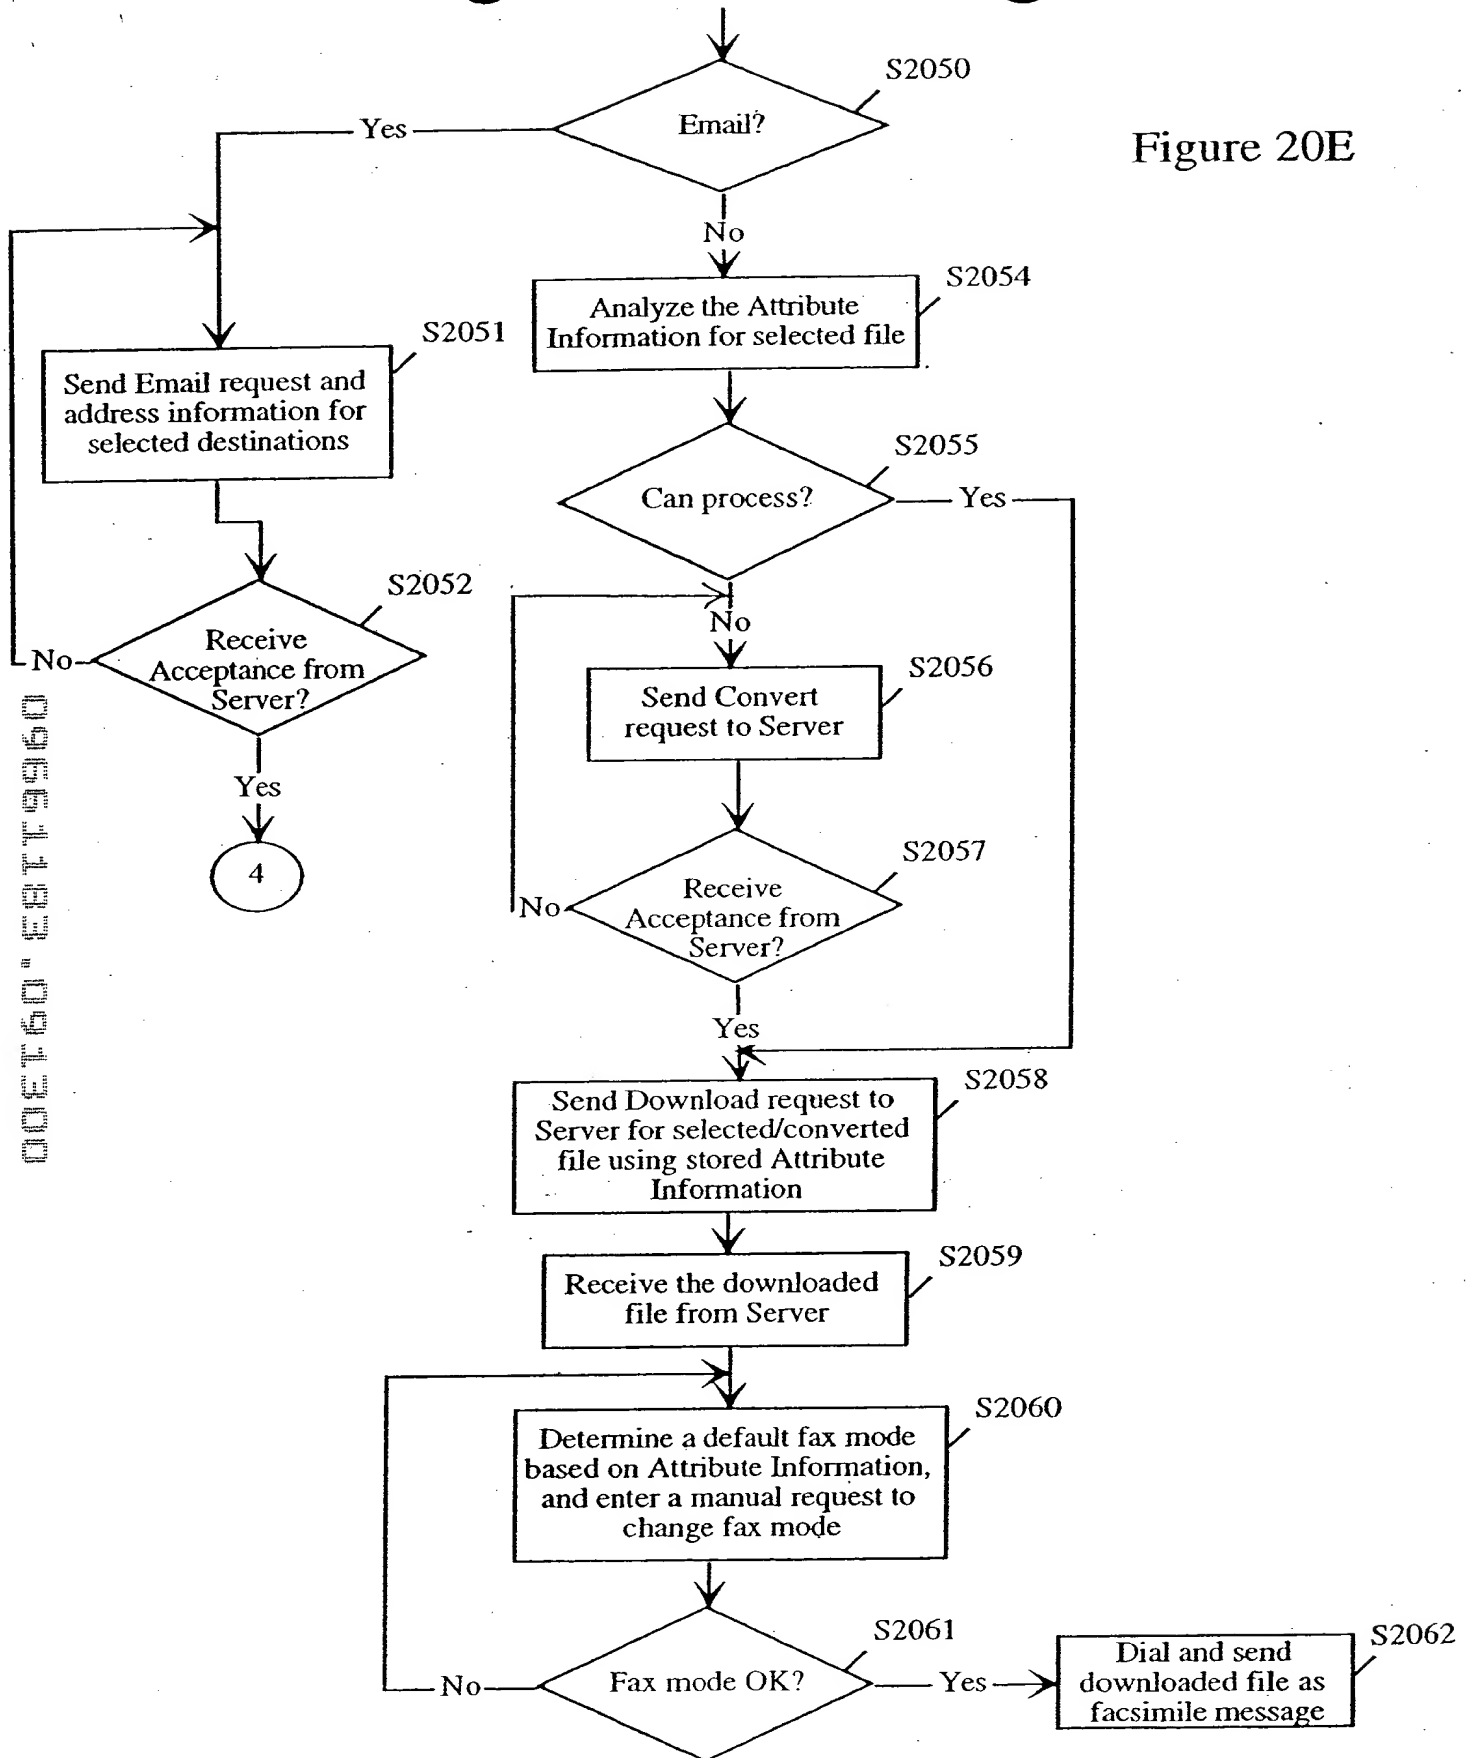 S2050
Email?
Yes
Figure 20E
No
S2054
Analyze the Attribute
Information for selected file
S2051
Send Email request and
address information for
selected destinations
S2055
Can process?
Yes
S2052
Receive
Acceptance from
Server?
No
No
S2056
Send Convert
request to Server
Yes
4
S2057
Receive
Acceptance from
Server?
No
Yes
S2058
Send Download request to
Server for selected/converted
file using stored Attribute
Information
S2059
Receive the downloaded
file from Server
S2060
Determine a default fax mode
based on Attribute Information,
and enter a manual request to
change fax mode
S2061
Fax mode OK?
No
Yes
S2062
Dial and send
downloaded file as
facsimile message
09661183.091300